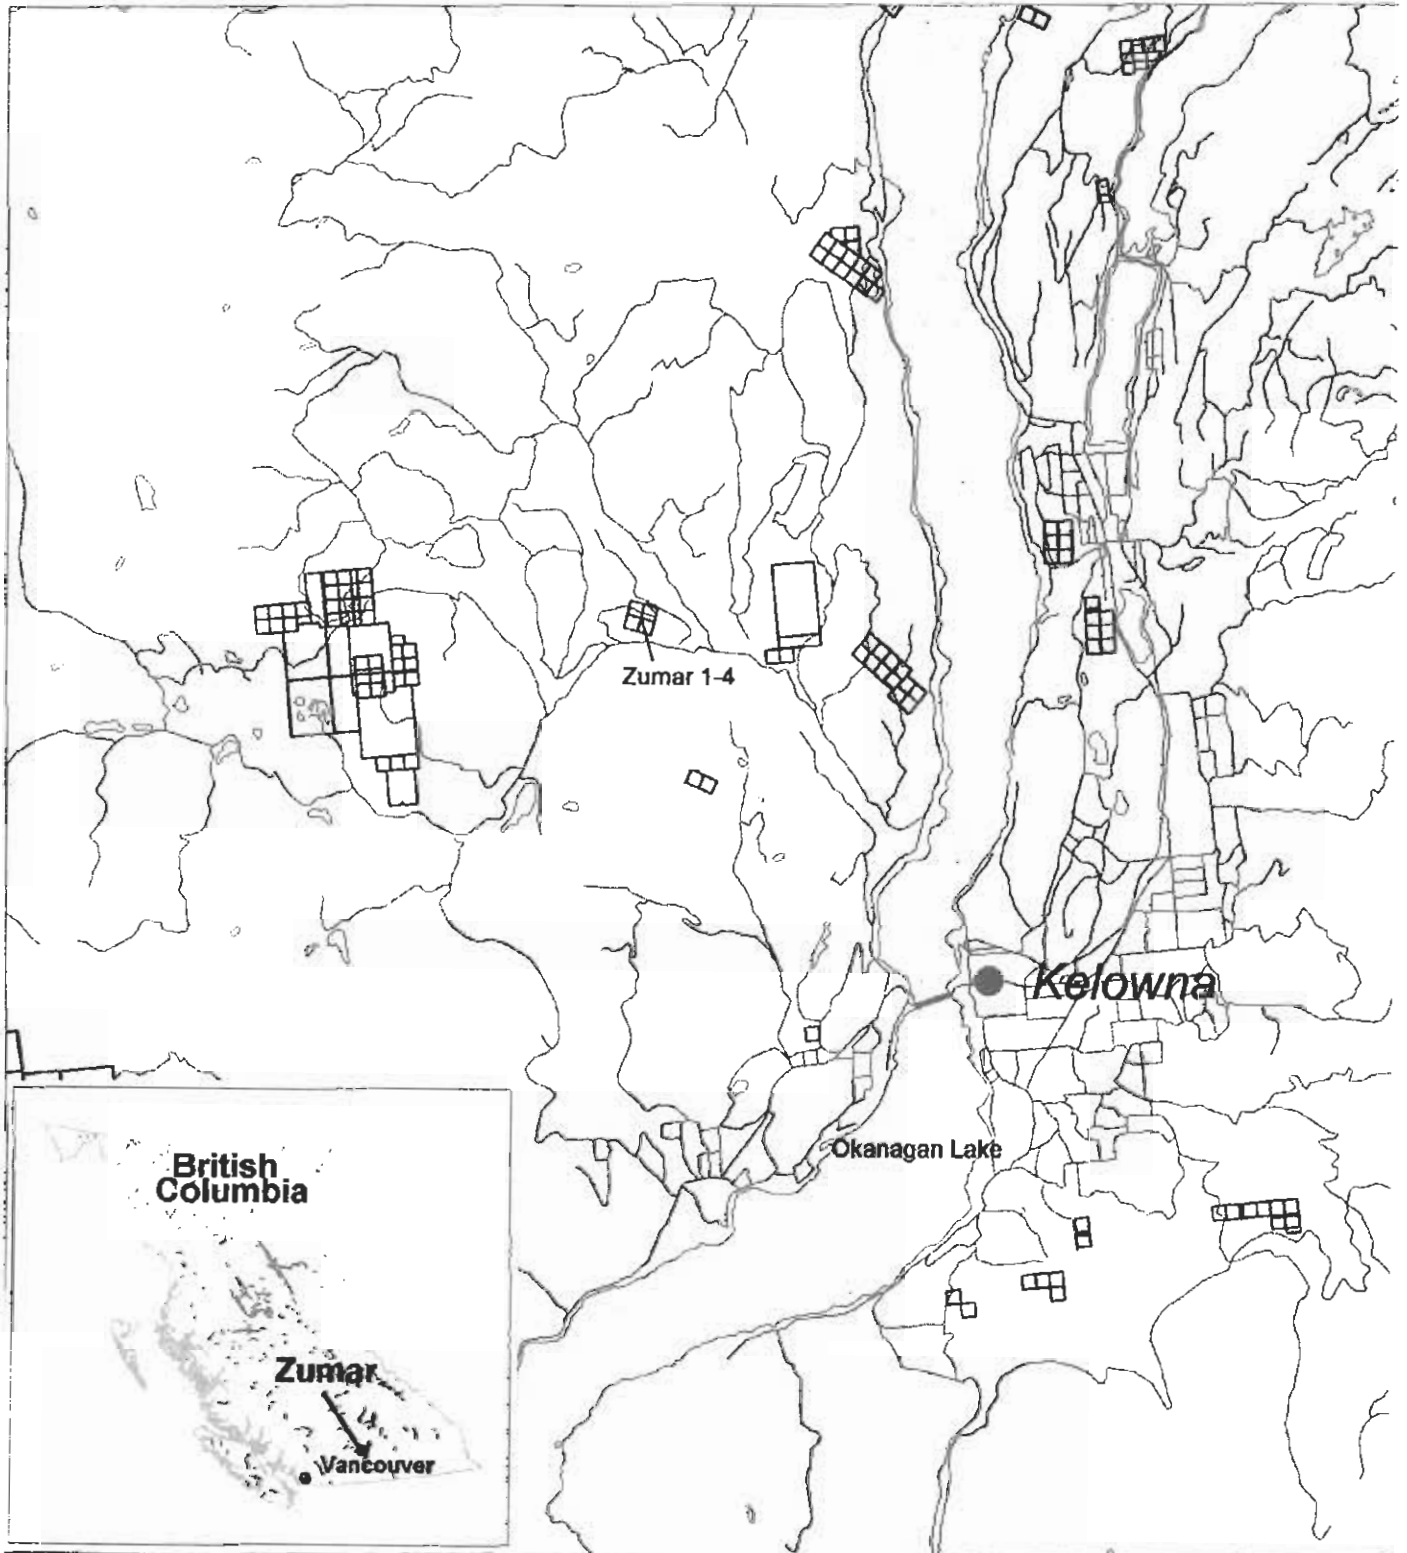 Zumar 1-4
Kelowna
Okanagan Lake
British
Columbia
Zumar
Vancouver